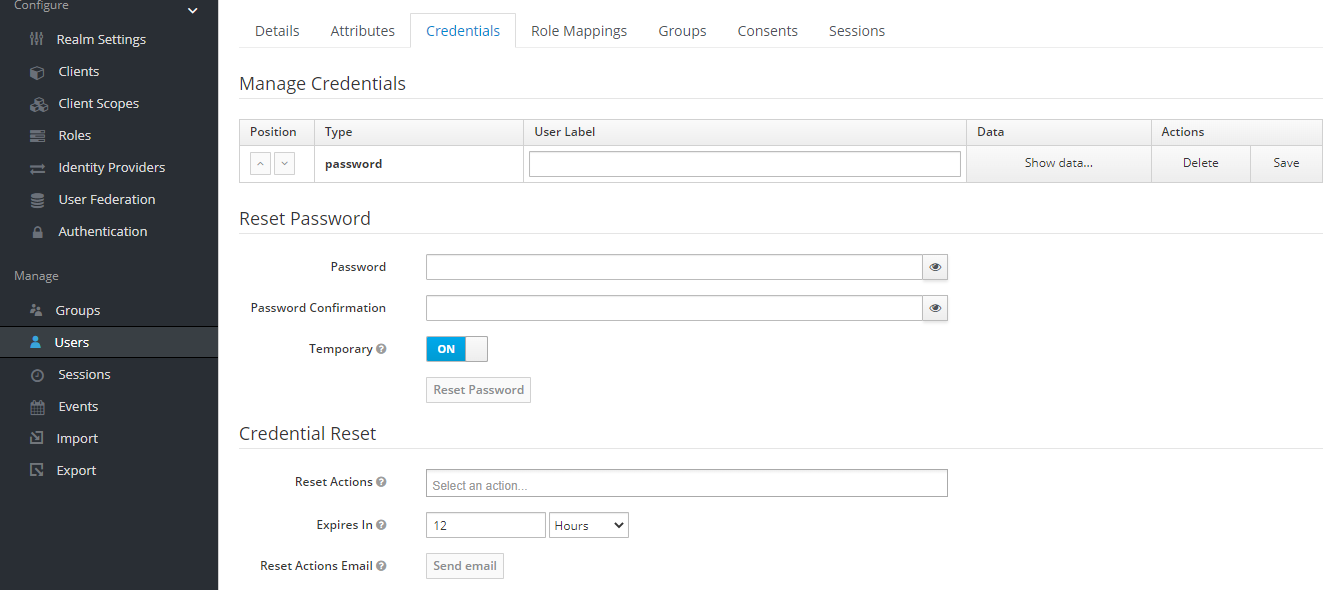 Configure
Realm Settings
Clients
Client Scopes
Roles
Identity Providers
User Federation
Authentication
Manage
Groups
Users
Sessions
Events
Import
Export
Details Attributes Credentials Role Mappings Groups Consents Sessions
Manage Credentials
Position Type User Label Data Actions
password Show data... Delete Save
Reset Password
Password
Password Confirmation
Temporary ON
Reset Password
Credential Reset
Reset Actions Select an action...
Expires In 12 Hours
Reset Actions Email Send email